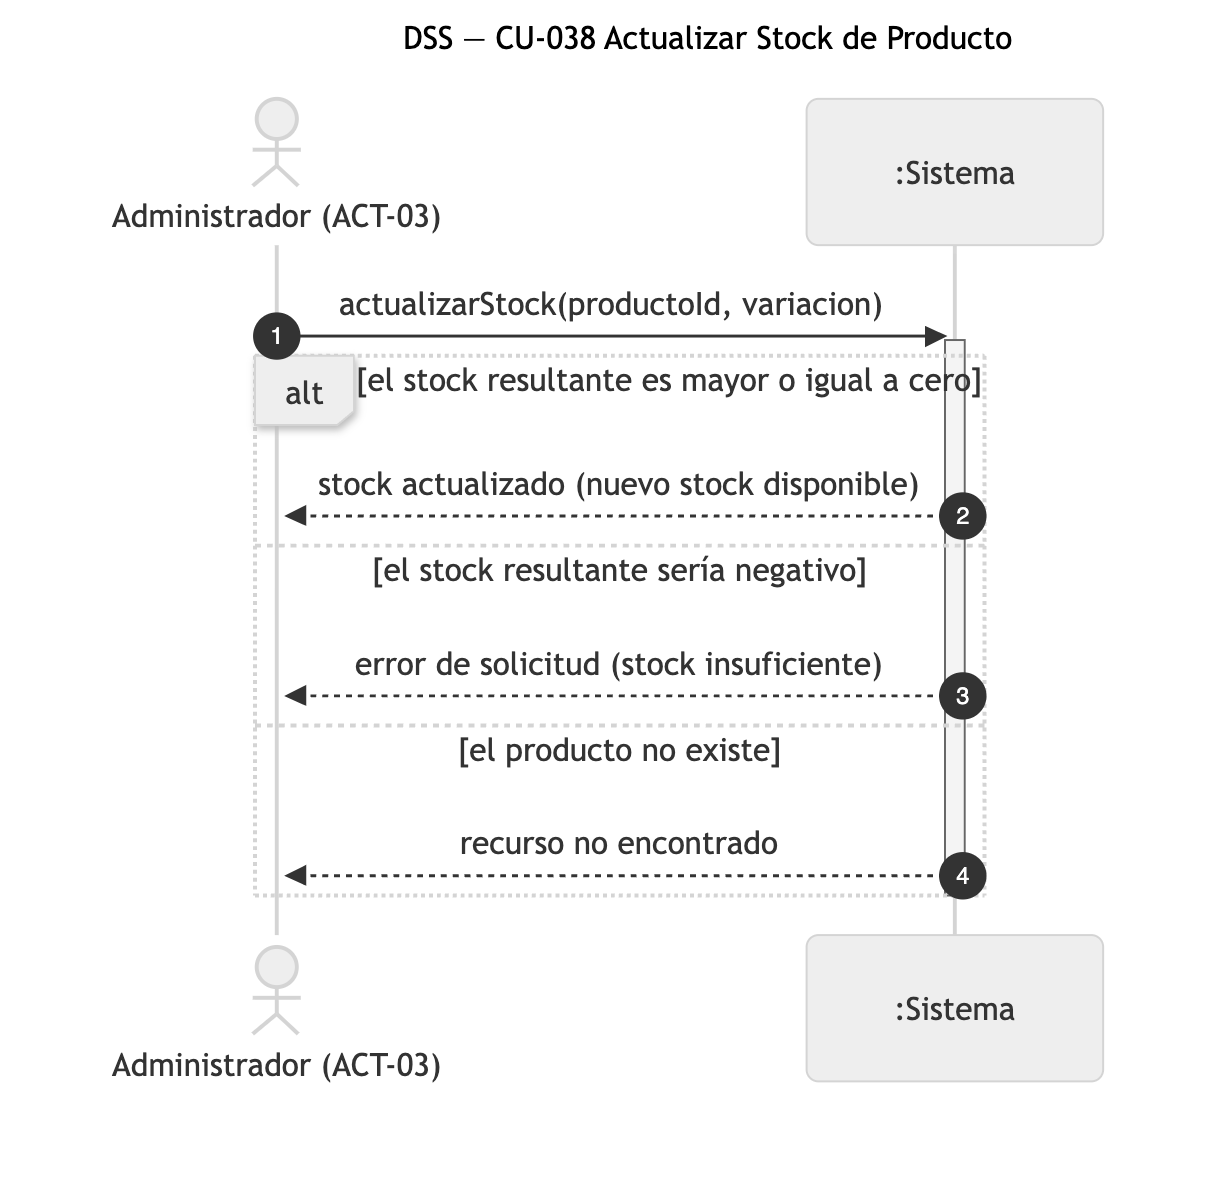 DSS — CU-038 Actualizar Stock de Producto
Administrador (ACT-03)
:Sistema
actualizarStock(productoId, variacion)
1
alt
[el stock resultante es mayor o igual a cero]
stock actualizado (nuevo stock disponible)
2
[el stock resultante sería negativo]
error de solicitud (stock insuficiente)
3
[el producto no existe]
recurso no encontrado
4
Administrador (ACT-03)
:Sistema